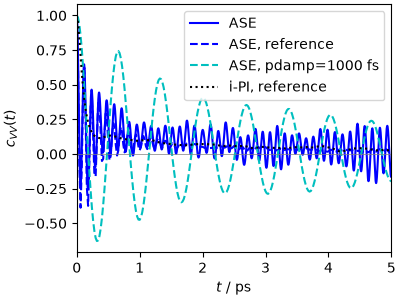 1.00
0.75
0.50
0.25
0.00
−0.25
−0.50
c_VV(t)
ASE
ASE, reference
ASE, pdamp=1000 fs
i-PI, reference
0 1 2 3 4 5
t / ps